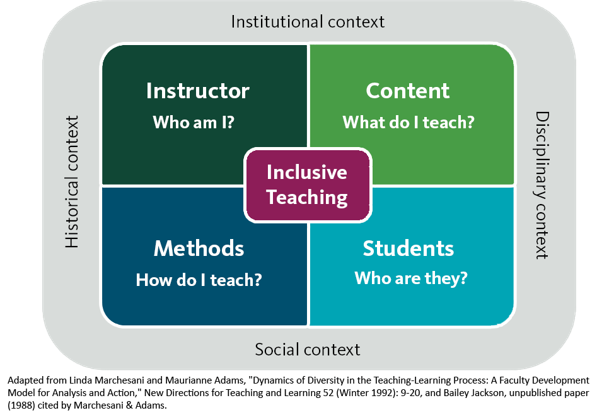 Institutional context
Historical context
Instructor
Who am I?
Content
What do I teach?
Inclusive
Teaching
Methods
How do I teach?
Students
Who are they?
Disciplinary context
Social context
Adapted from Linda Marchesani and Maurianne Adams, "Dynamics of Diversity in the Teaching-Learning Process: A Faculty Development
Model for Analysis and Action," New Directions for Teaching and Learning 52 (Winter 1992): 9-20, and Bailey Jackson, unpublished paper
(1988) cited by Marchesani & Adams.